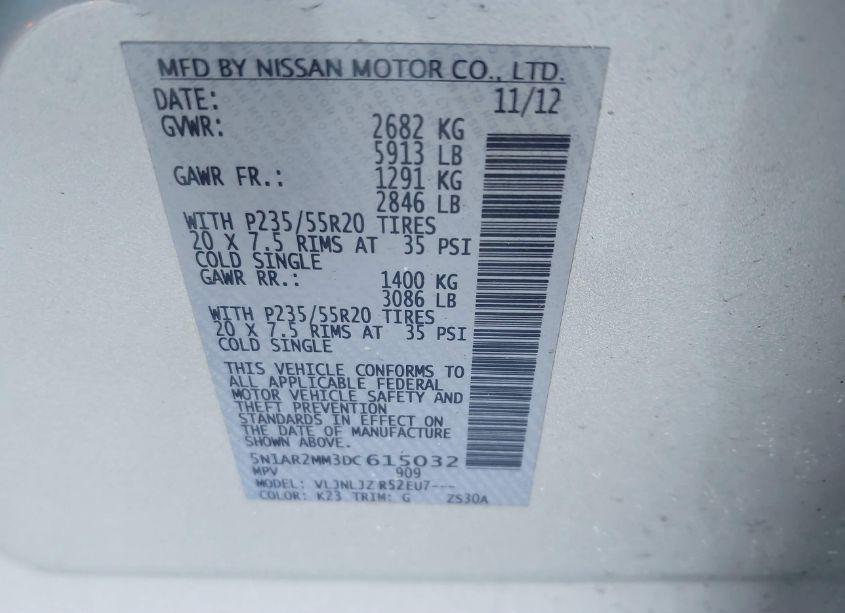 MFD BY NISSAN MOTOR CO., LTD.
DATE: 11/12
GVWR: 2682 KG
5913 LB
GAWR FR.: 1291 KG
2846 LB
WITH P235/55R20 TIRES
20 X 7.5 RIMS AT 35 PSI
COLD SINGLE
GAWR RR.: 1400 KG
3086 LB
WITH P235/55R20 TIRES
20 X 7.5 RIMS AT 35 PSI
COLD SINGLE
THIS VEHICLE CONFORMS TO
ALL APPLICABLE FEDERAL
MOTOR VEHICLE SAFETY AND
THEFT PREVENTION
STANDARDS IN EFFECT ON
THE DATE OF MANUFACTURE
SHOWN ABOVE.
5N1AR2MM3DC615032
MPV 909
MODEL: VLJNLJZ R52EU7---
COLOR: K23 TRIM: G ZS30A